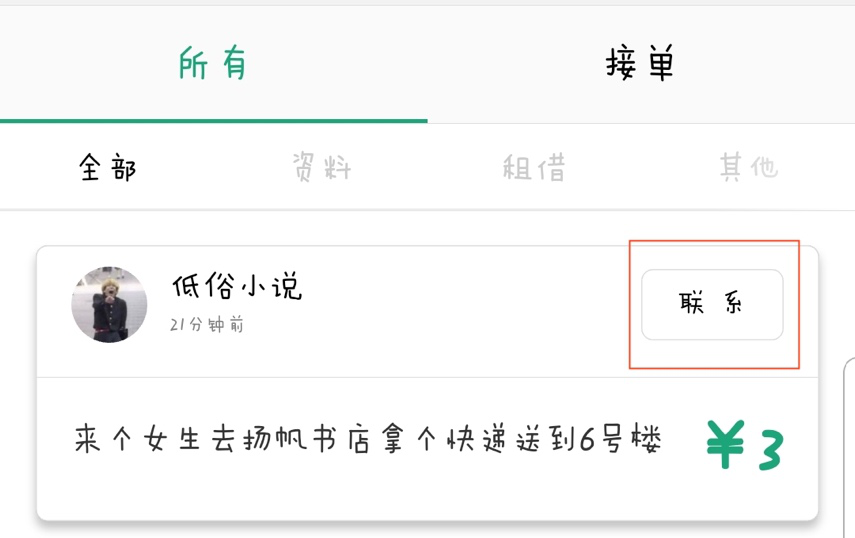 所有 接单
全部 资料 租借 其他
低俗小说
21分钟前
联系
来个女生去扬帆书店拿个快递送到6号楼 ¥3